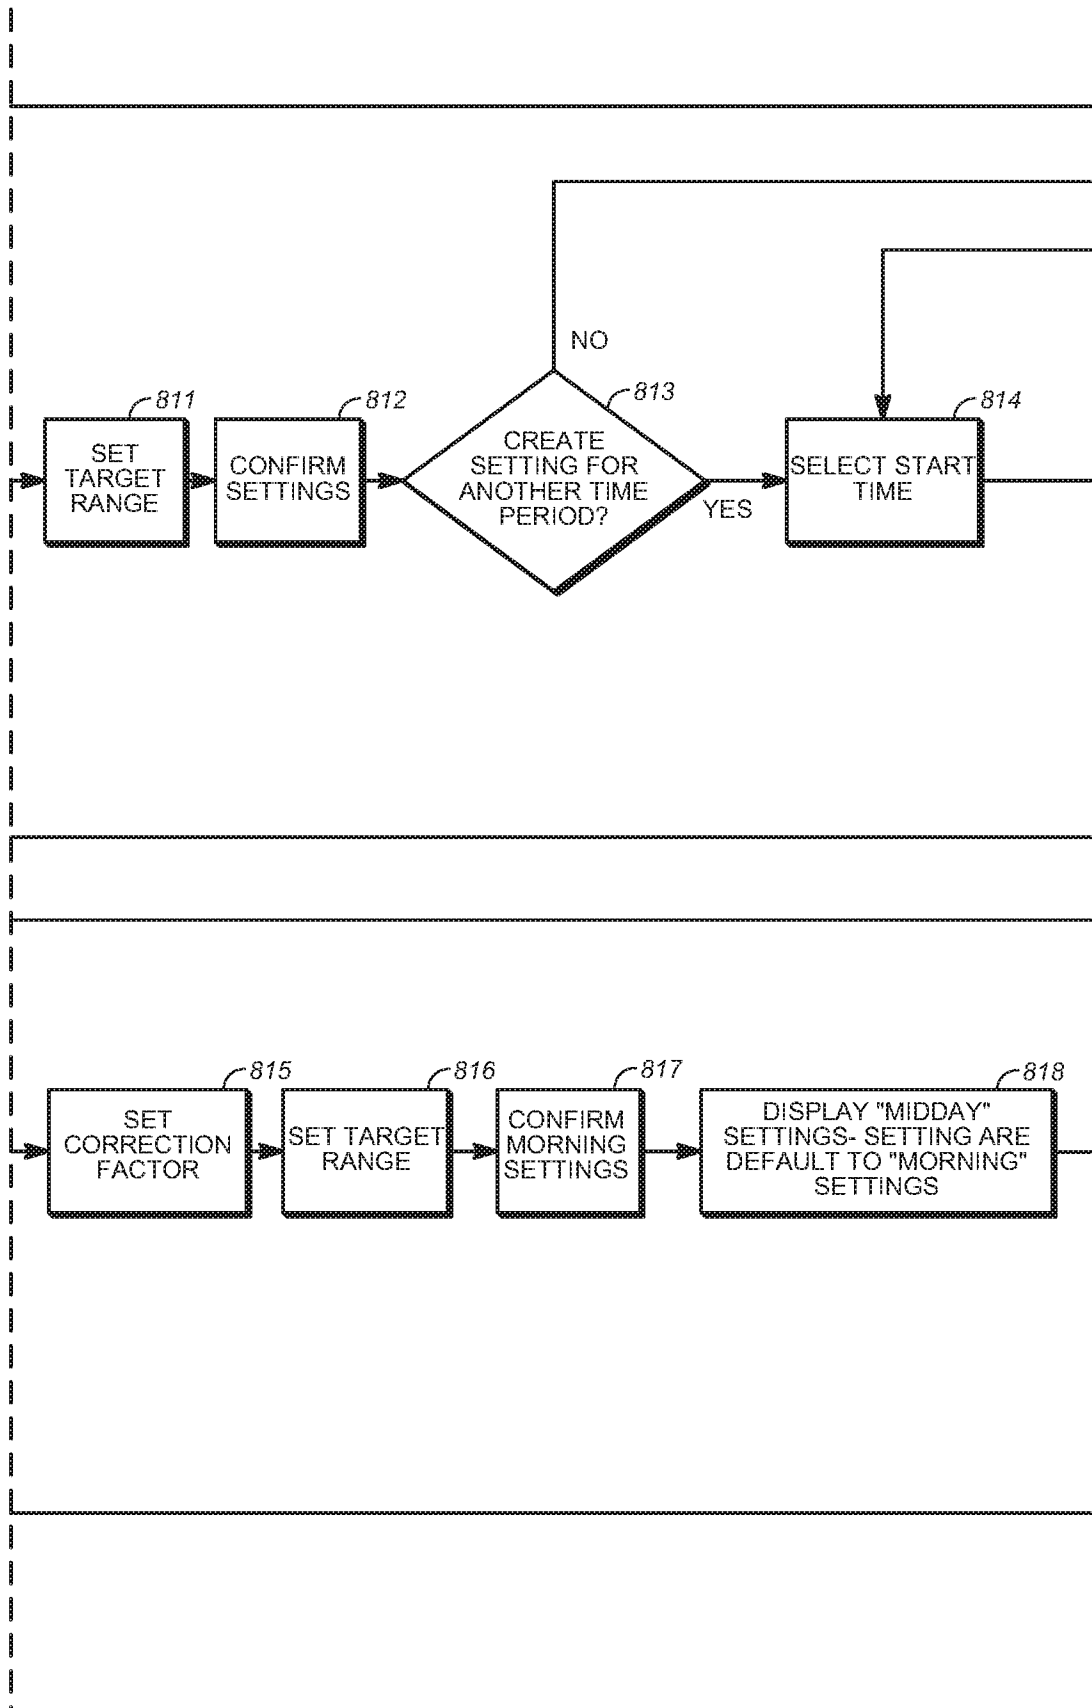 NO
811
SET
TARGET
RANGE
812
CONFIRM
SETTINGS
813
CREATE
SETTING FOR
ANOTHER TIME
PERIOD?
YES
814
SELECT START
TIME
815
SET
CORRECTION
FACTOR
816
SET TARGET
RANGE
817
CONFIRM
MORNING
SETTINGS
818
DISPLAY "MIDDAY"
SETTINGS- SETTING ARE
DEFAULT TO "MORNING"
SETTINGS